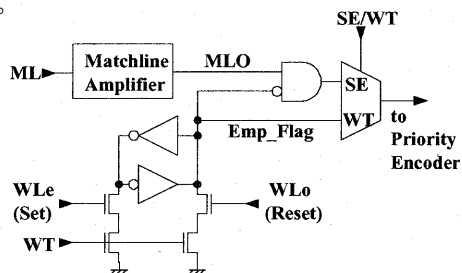 SE/WT
ML
Matchline
Amplifier
MLO
SE
WT
Emp_Flag
to
Priority
Encoder
WLe
(Set)
WLo
(Reset)
WT